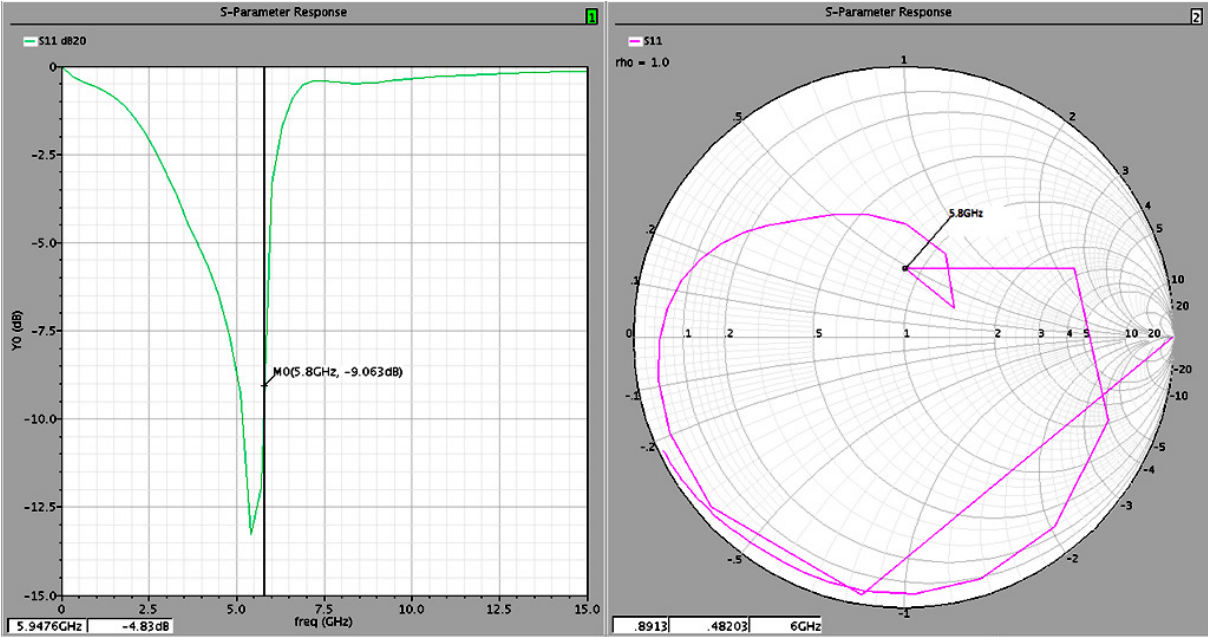 S-Parameter Response
1
S11 dB20
0
-2.5
-5.0
-7.5
-10.0
-12.5
-15.0
Y0 (dB)
M0(5.8GHz, -9.063dB)
0 2.5 5.0 7.5 10.0 12.5 15.0
freq (GHz)
5.9476GHz -4.83dB
S-Parameter Response
2
S11
rho = 1.0
1
.5 2
3
4
.2 5
5.8GHz
.1 10
20
0 .1 .2 .5 1 2 3 4 5 10 20
-20
-.1 -10
-.2 -5
-4
-3
-.5 -2
-1
.8913 .48203 6GHz